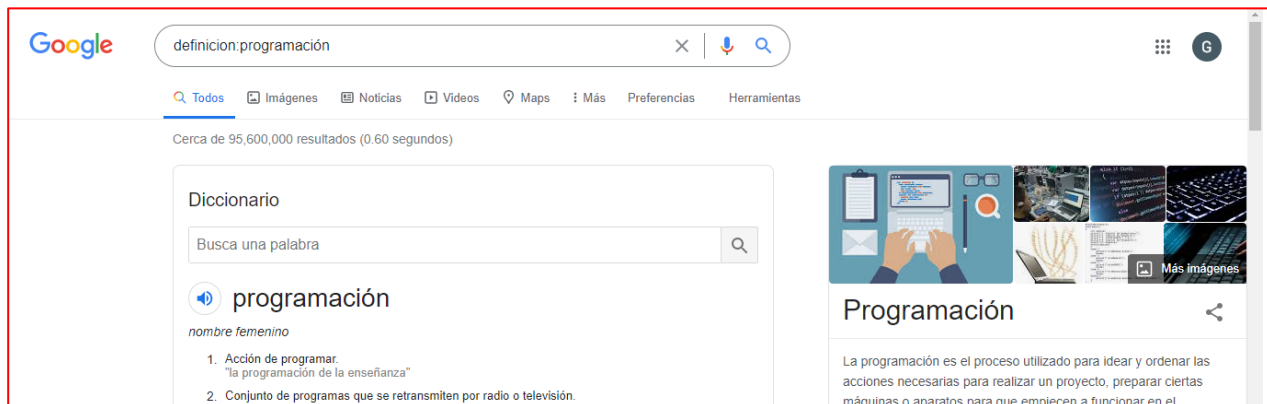 Google
definicion:programación
G
Todos
Imágenes
Noticias
Videos
Maps
Más
Preferencias
Herramientas
Cerca de 95,600,000 resultados (0.60 segundos)
Diccionario
Busca una palabra
programación
nombre femenino
1. Acción de programar.
"la programación de la enseñanza"
2. Conjunto de programas que se retransmiten por radio o televisión.
Más imágenes
Programación
La programación es el proceso utilizado para idear y ordenar las
acciones necesarias para realizar un proyecto, preparar ciertas
máquinas o aparatos para que empiecen a funcionar en el